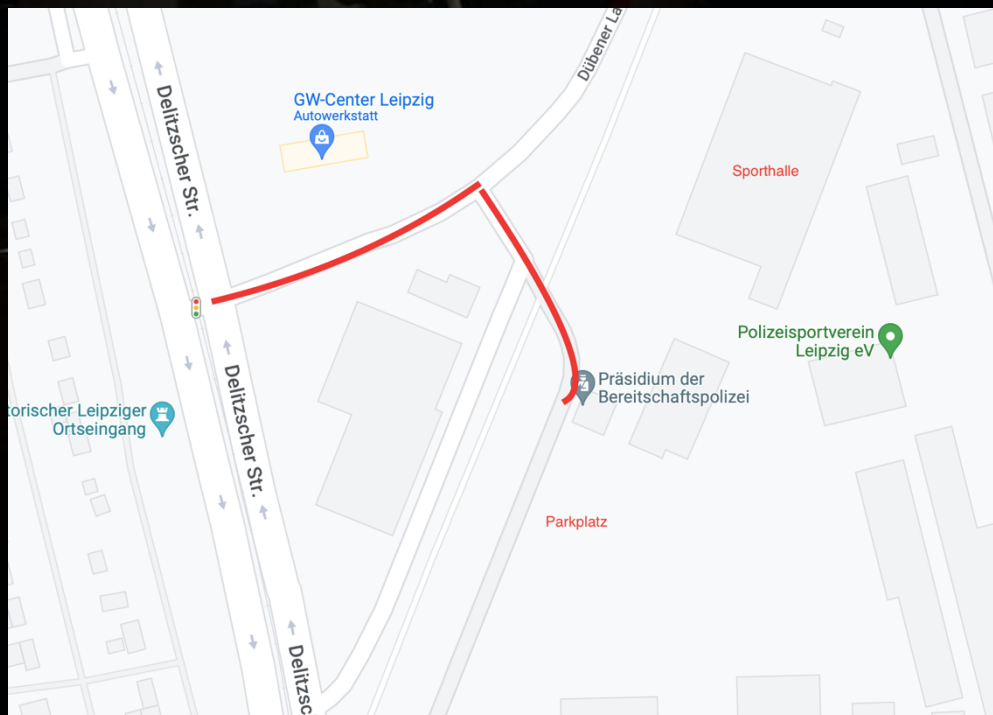 Dübener La
GW-Center Leipzig
Autowerkstatt
Delitzscher Str.
Sporthalle
Polizeisportverein
Leipzig eV
Präsidium der
Bereitschaftspolizei
torischer Leipziger
Ortseingang
Delitzscher Str.
Parkplatz
Delitzsc